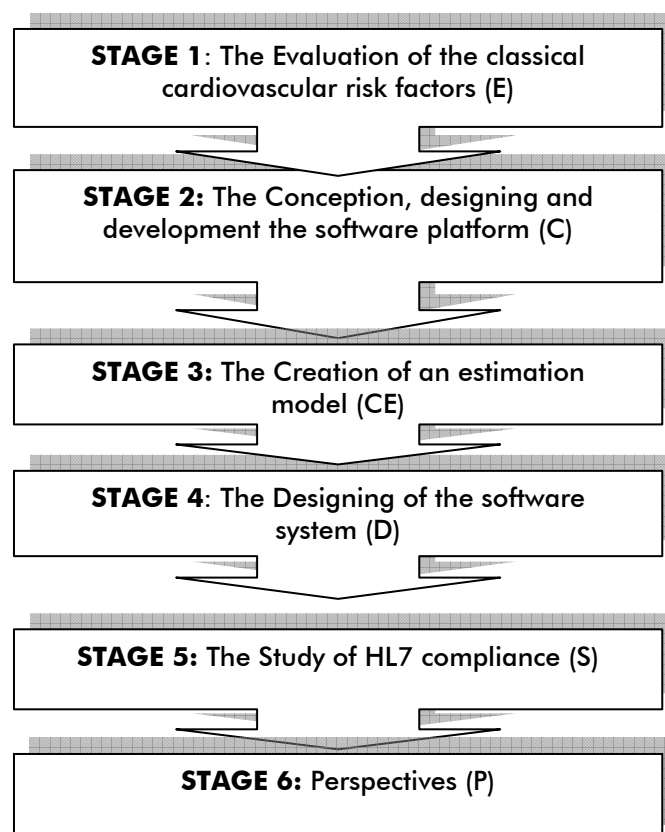 STAGE 1: The Evaluation of the classical
cardiovascular risk factors (E)
STAGE 2: The Conception, designing and
development the software platform (C)
STAGE 3: The Creation of an estimation
model (CE)
STAGE 4: The Designing of the software
system (D)
STAGE 5: The Study of HL7 compliance (S)
STAGE 6: Perspectives (P)